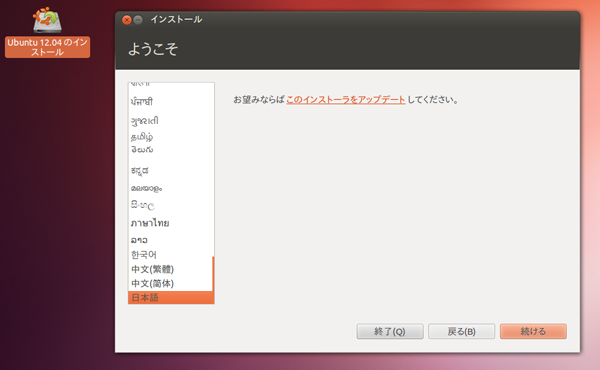 Ubuntu 12.04 のイン
ストール
インストール
ようこそ
お望みならば このインストーラをアップデート してください。
ਪੰਜਾਬੀ
ગુજરાતી
தமிழ்
తెలుగు
ಕನ್ನಡ
മലയാളം
සිංහල
ภาษาไทย
ລາວ
한국어
中文(繁體)
中文(简体)
日本語
終了(Q)
戻る(B)
続ける